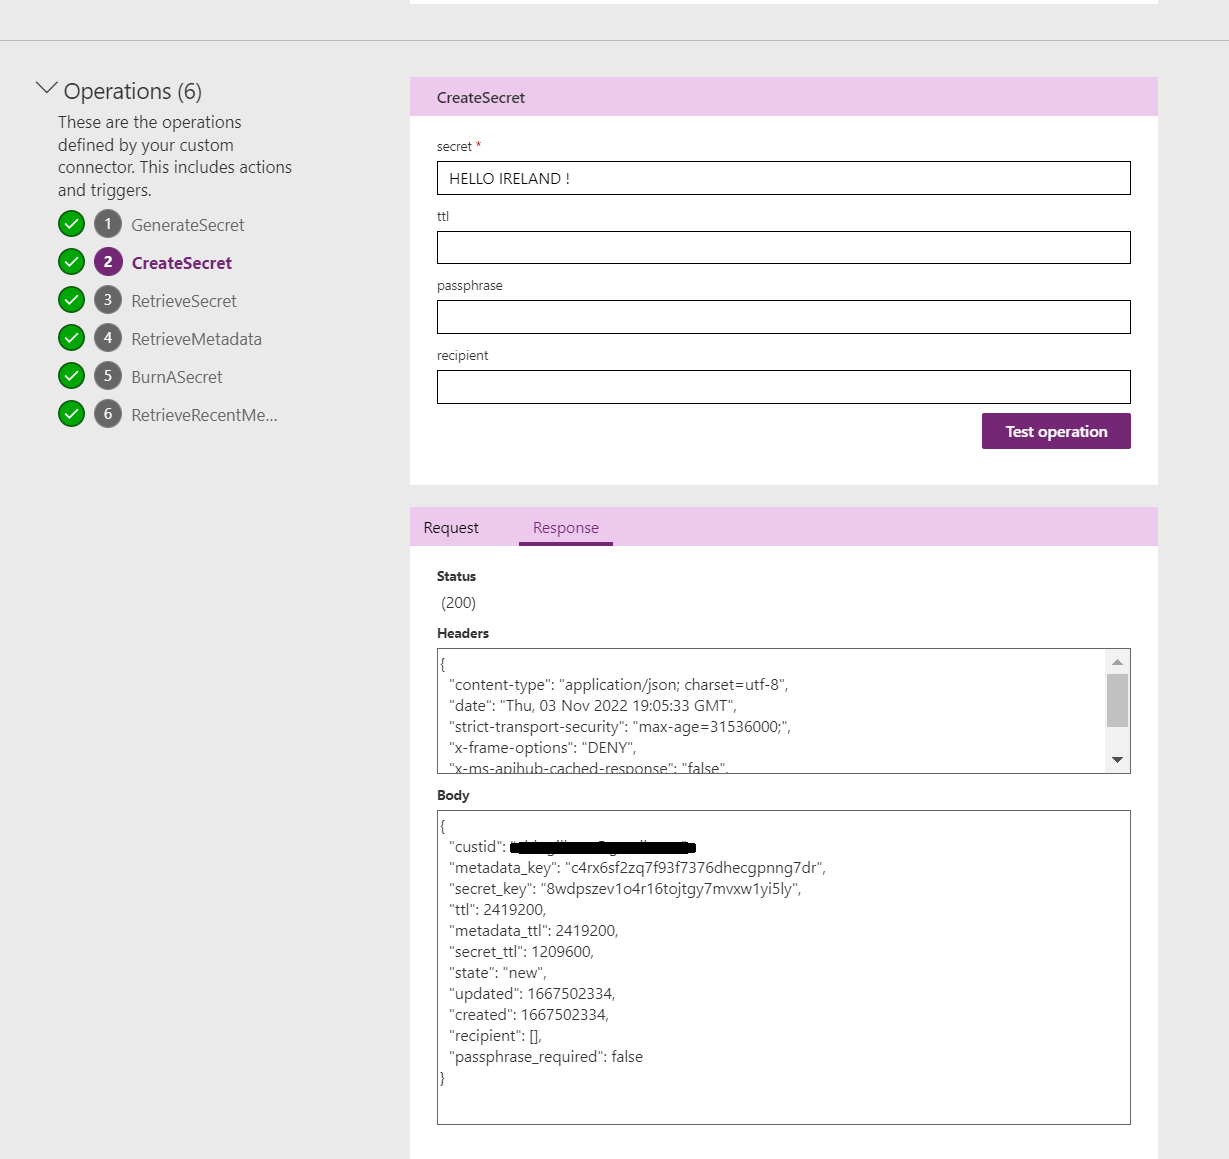 Operations (6)
These are the operations
defined by your custom
connector. This includes actions
and triggers.
1 GenerateSecret
2 CreateSecret
3 RetrieveSecret
4 RetrieveMetadata
5 BurnASecret
6 RetrieveRecentMe...
CreateSecret
secret *
HELLO IRELAND !
ttl
passphrase
recipient
Test operation
Request Response
Status
(200)
Headers
{
"content-type": "application/json; charset=utf-8",
"date": "Thu, 03 Nov 2022 19:05:33 GMT",
"strict-transport-security": "max-age=31536000;",
"x-frame-options": "DENY",
"x-ms-apihub-cached-response": "false",
Body
{
"custid":
"metadata_key": "c4rx6sf2zq7f93f7376dhecgpnng7dr",
"secret_key": "8wdpszev1o4r16tojtgy7mvxw1yi5ly",
"ttl": 2419200,
"metadata_ttl": 2419200,
"secret_ttl": 1209600,
"state": "new",
"updated": 1667502334,
"created": 1667502334,
"recipient": [],
"passphrase_required": false
}